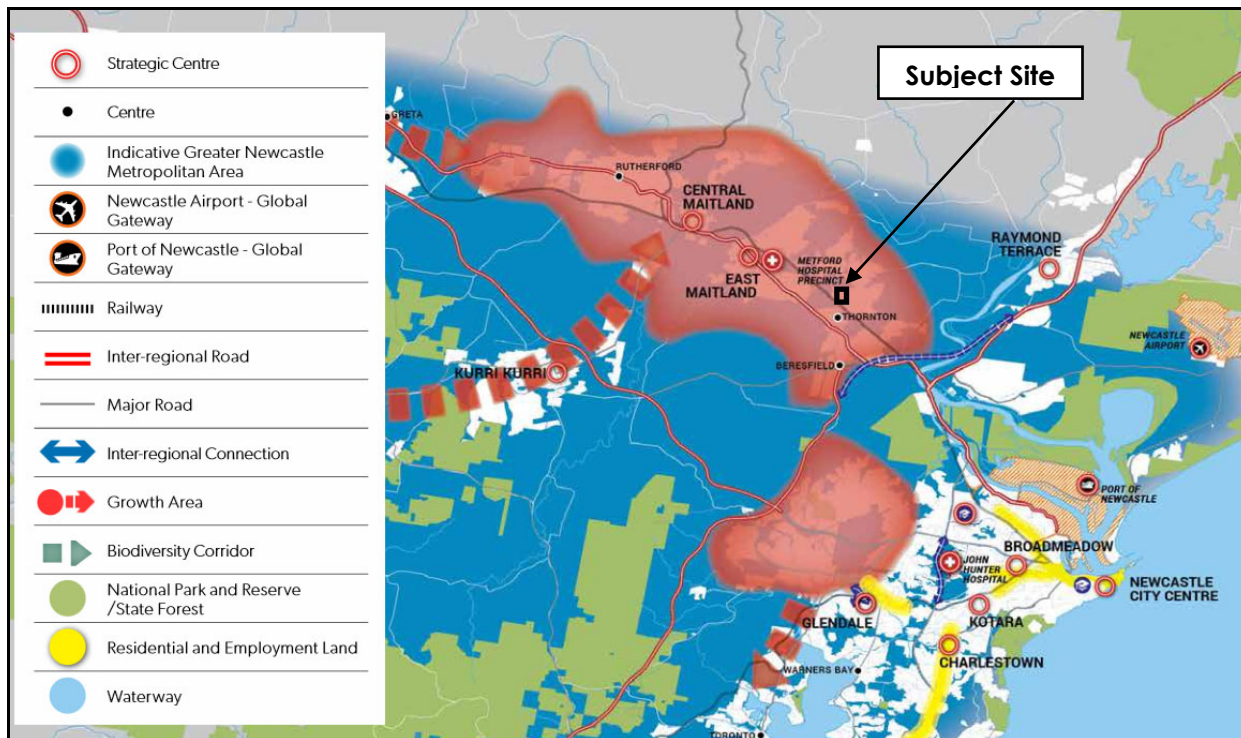 Strategic Centre
Centre
Indicative Greater Newcastle
Metropolitan Area
Newcastle Airport - Global
Gateway
Port of Newcastle - Global
Gateway
Railway
Inter-regional Road
Major Road
Inter-regional Connection
Growth Area
Biodiversity Corridor
National Park and Reserve
/State Forest
Residential and Employment Land
Waterway
Subject Site
GRETA
RUTHERFORD
CENTRAL
MAITLAND
EAST
MAITLAND
METFORD
HOSPITAL
PRECINCT
THORNTON
RAYMOND
TERRACE
NEWCASTLE
AIRPORT
BERESFIELD
KURRI KURRI
PORT OF
NEWCASTLE
BROADMEADOW
JOHN
HUNTER
HOSPITAL
NEWCASTLE
CITY CENTRE
GLENDALE
KOTARA
CHARLESTOWN
WARNERS BAY
TORONTO